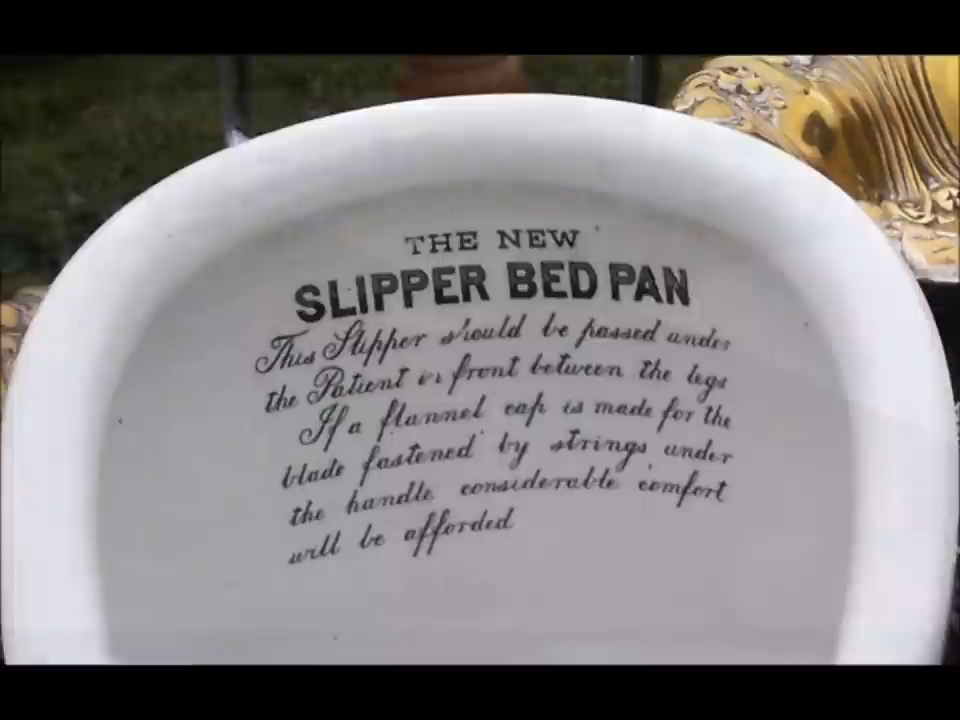 THE NEW
SLIPPER BED PAN
This Slipper should be passed under
the Patient in front between the legs
If a flannel cap is made for the
blade fastened by strings under
the handle considerable comfort
will be afforded